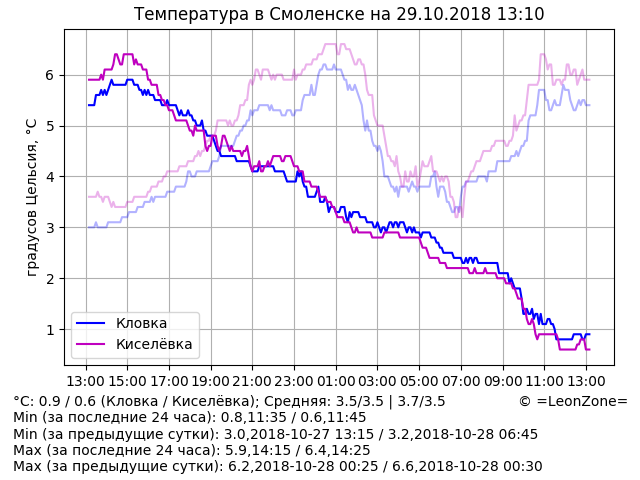 Температура в Смоленске на 29.10.2018 13:10
градусов Цельсия, °C
6
5
4
3
2
1
Кловка
Киселёвка
13:00 15:00 17:00 19:00 21:00 23:00 01:00 03:00 05:00 07:00 09:00 11:00 13:00
°C: 0.9 / 0.6 (Кловка / Киселёвка); Средняя: 3.5/3.5 | 3.7/3.5 © =LeonZone=
Min (за последние 24 часа): 0.8,11:35 / 0.6,11:45
Min (за предыдущие сутки): 3.0,2018-10-27 13:15 / 3.2,2018-10-28 06:45
Max (за последние 24 часа): 5.9,14:15 / 6.4,14:25
Max (за предыдущие сутки): 6.2,2018-10-28 00:25 / 6.6,2018-10-28 00:30